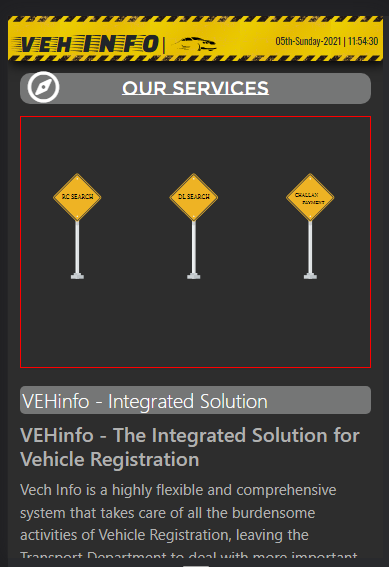 VEHINFO |
05th-Sunday-2021 | 11:54:30
OUR SERVICES
RC SEARCH
DL SEARCH
CHALLAN
PAYMENT
VEHinfo - Integrated Solution
VEHinfo - The Integrated Solution for
Vehicle Registration
Vech Info is a highly flexible and comprehensive
system that takes care of all the burdensome
activities of Vehicle Registration, leaving the
Transport Department to deal with more important